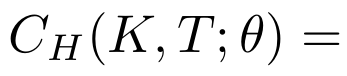 C_H(K, T; θ) =